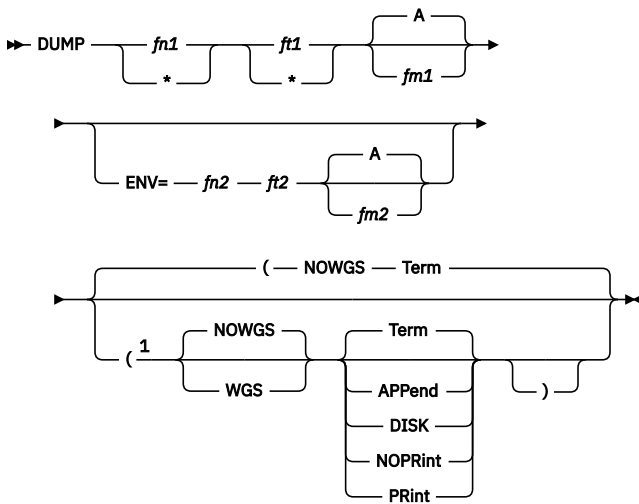 A
DUMP fn1 ft1
* * fm1
A
ENV= fn2 ft2
fm2
( NOWGS Term
NOWGS Term
( 1
WGS APPend )
DISK
NOPRint
PRint